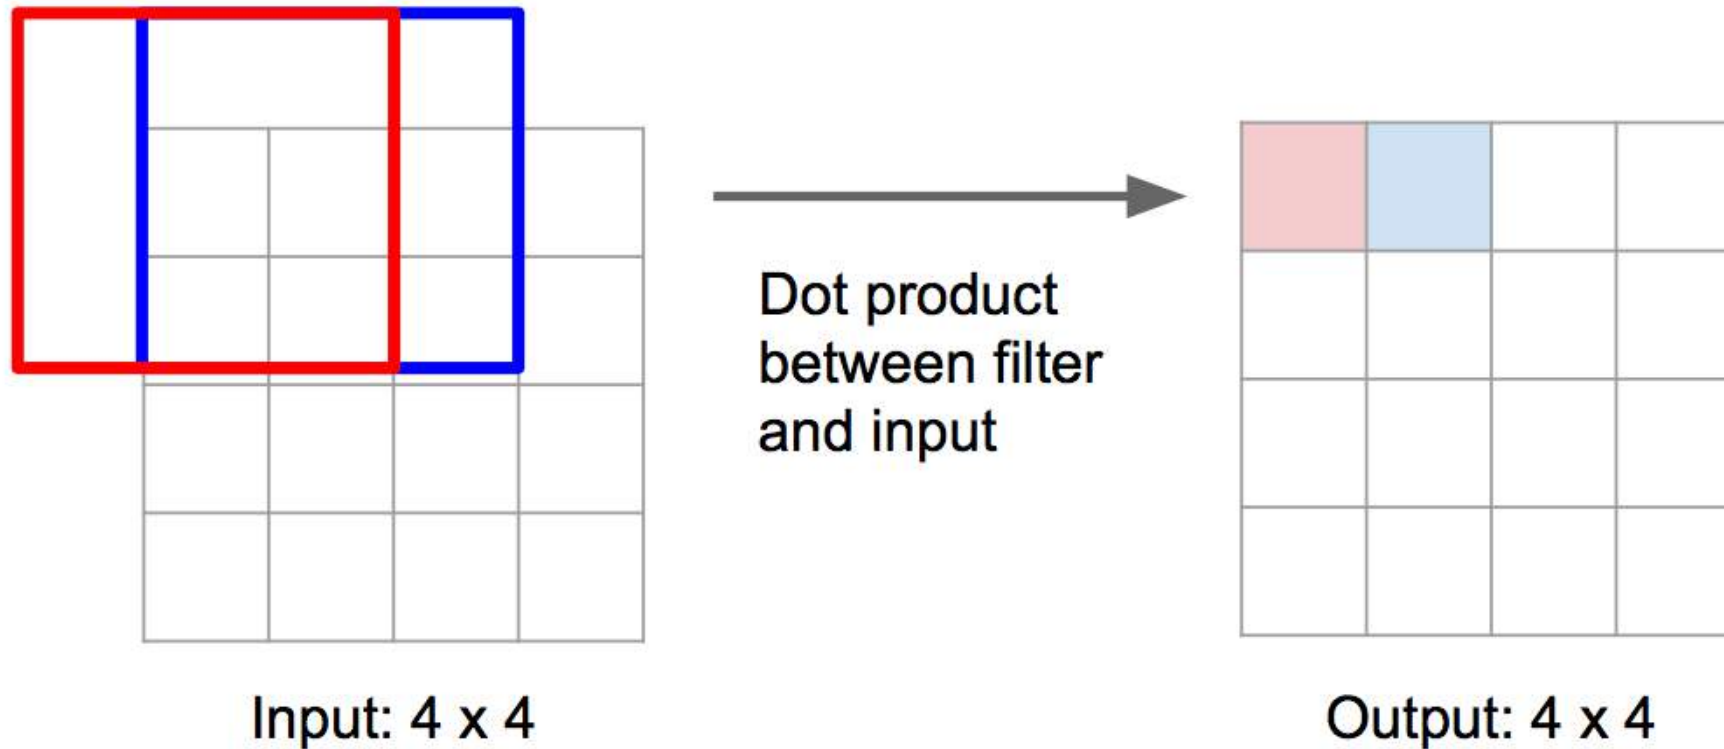 Dot product
between filter
and input
Input: 4 x 4
Output: 4 x 4